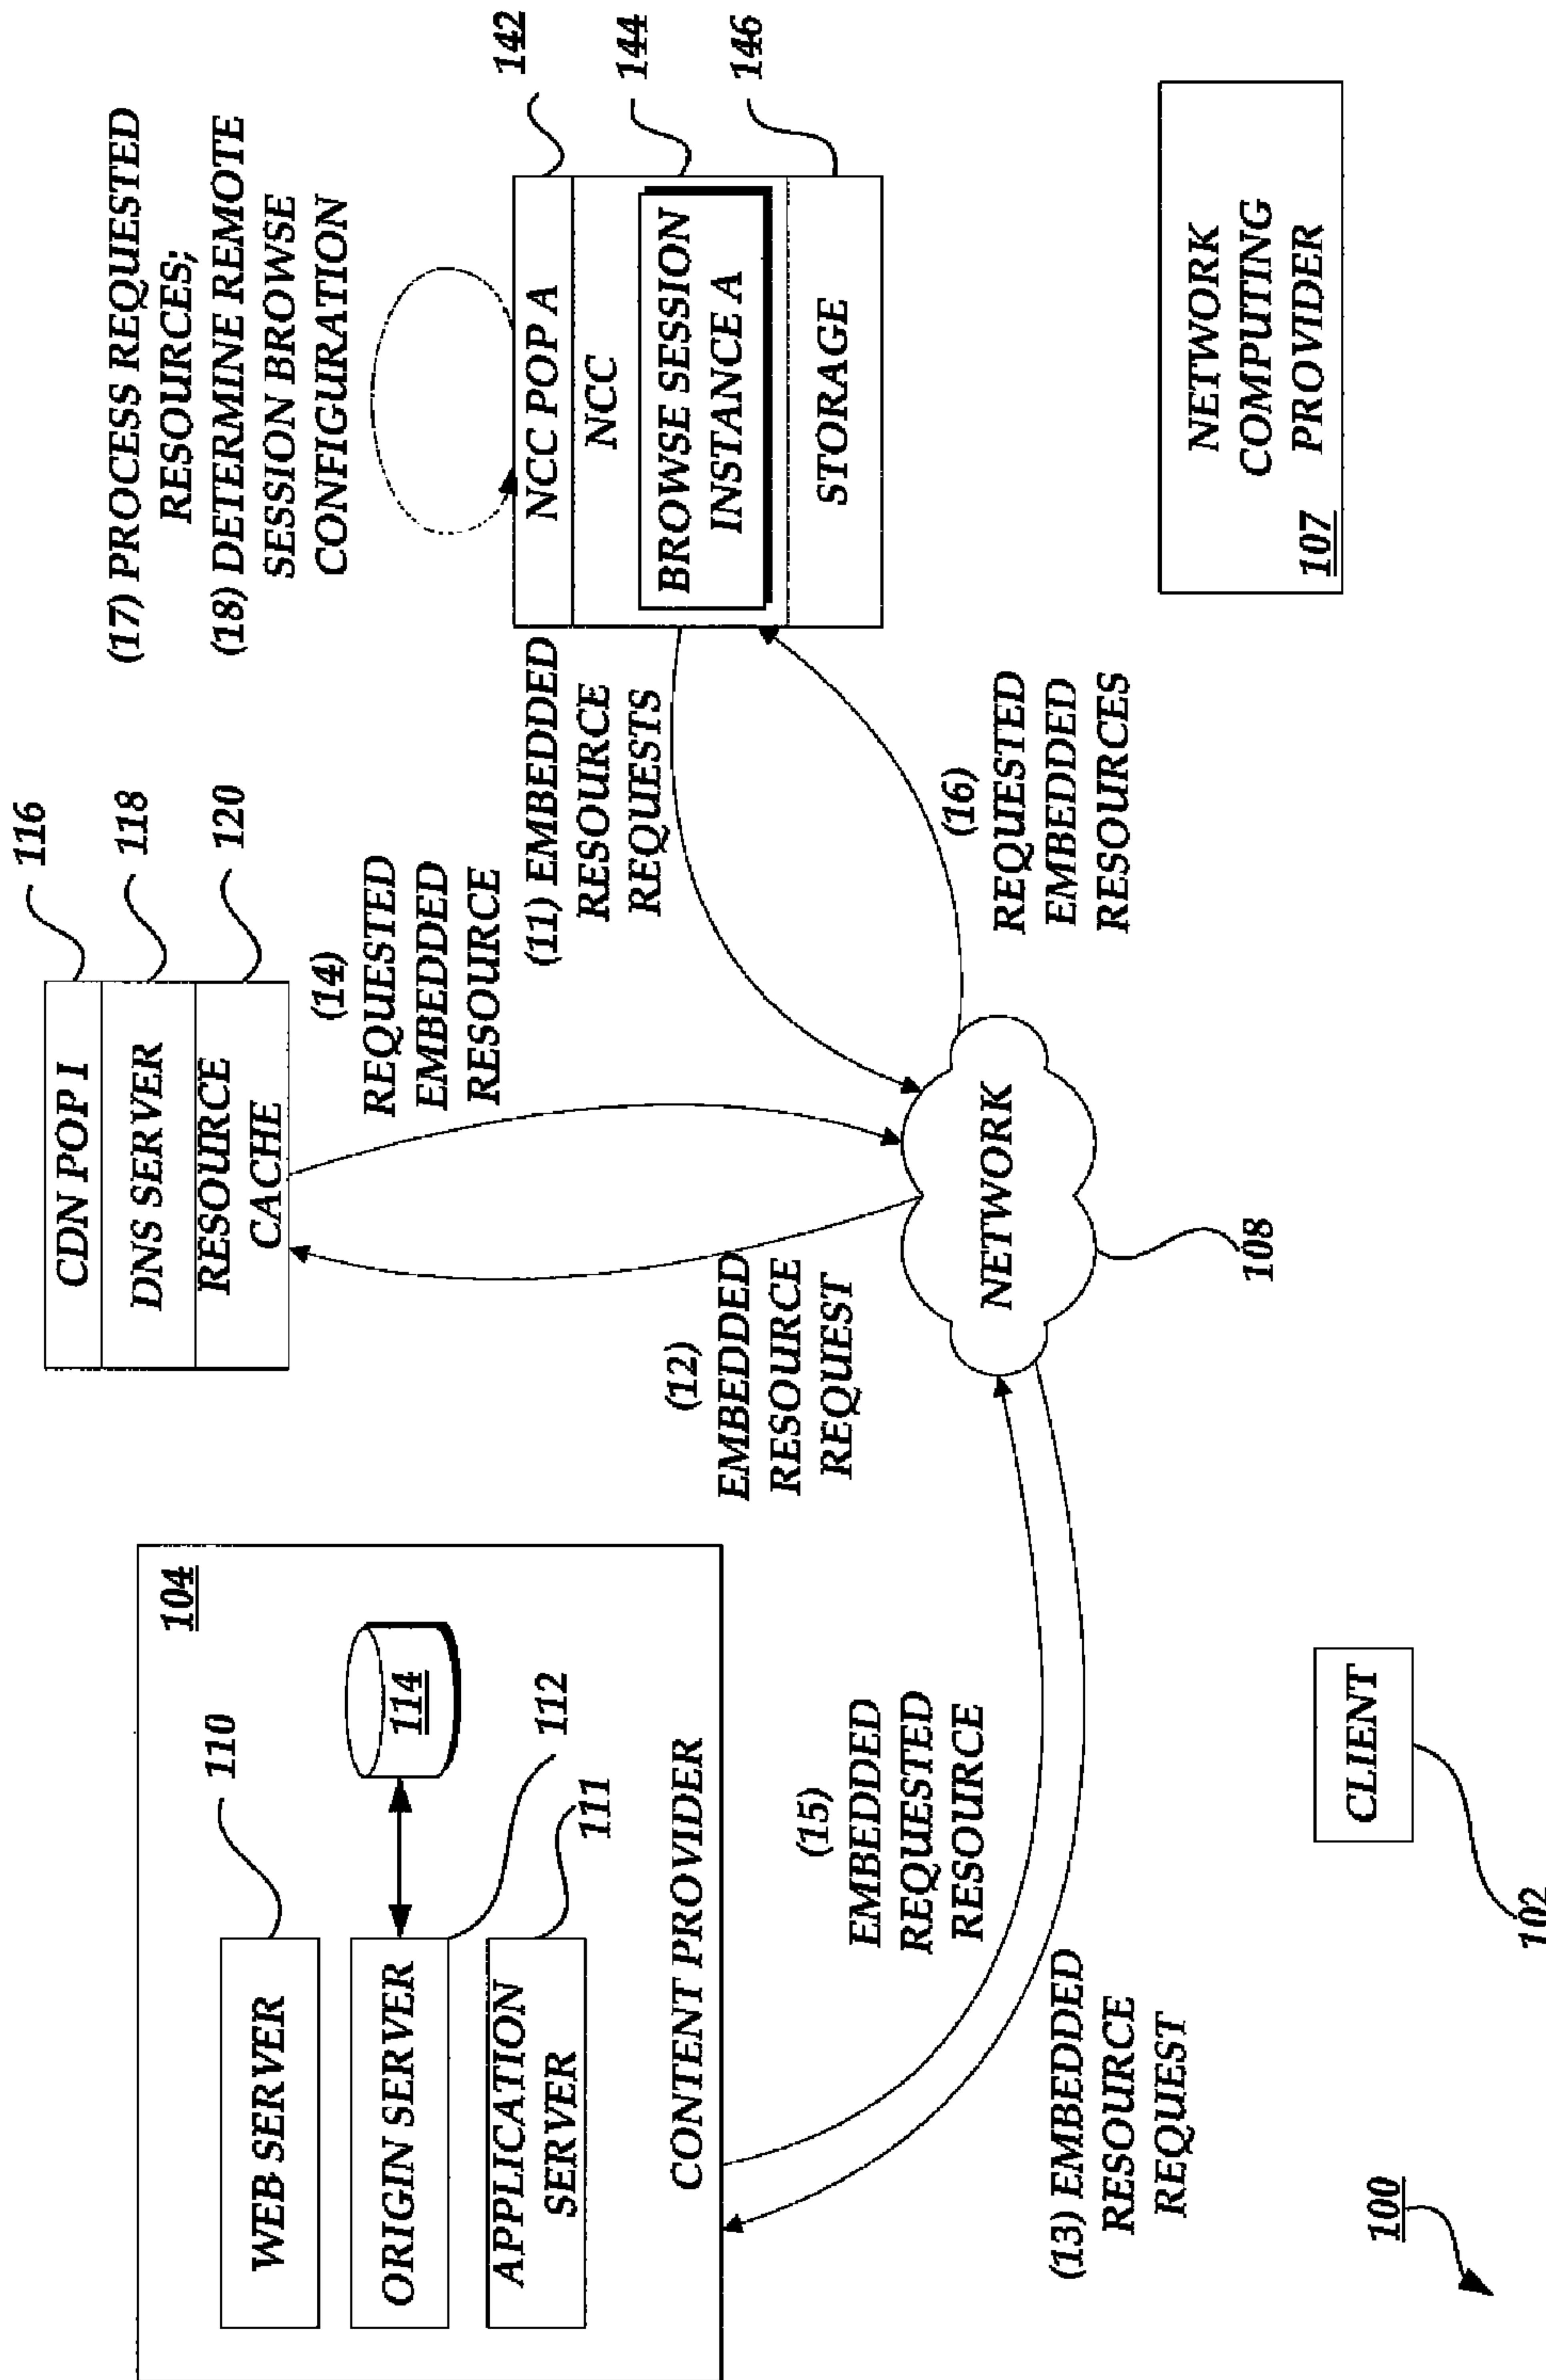 104
110
WEB SERVER
ORIGIN SERVER
114
112
APPLICATION
SERVER
111
CONTENT PROVIDER
116
118
120
CDN POP I
DNS SERVER
RESOURCE
CACHE
(17) PROCESS REQUESTED
RESOURCES;
(18) DETERMINE REMOTE
SESSION BROWSE
CONFIGURATION
142
144
146
NCC POP A
NCC
BROWSE SESSION
INSTANCE A
STORAGE
(14)
REQUESTED
EMBEDDED
RESOURCE
(11) EMBEDDED
RESOURCE
REQUESTS
(12)
EMBEDDED
RESOURCE
REQUEST
(16)
REQUESTED
EMBEDDED
RESOURCES
(15)
EMBEDDED
REQUESTED
RESOURCE
NETWORK
108
(13) EMBEDDED
RESOURCE
REQUEST
NETWORK
COMPUTING
PROVIDER
107
CLIENT
102
100